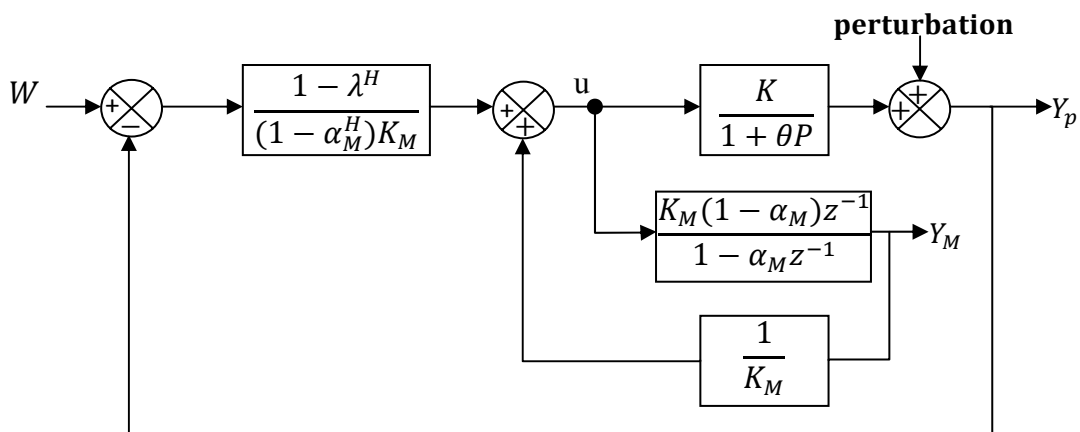 perturbation
W
+
−
1 − λ^H
(1 − α_M^H)K_M
+
+
u
K
1 + θP
+
+
Y_p
K_M(1 − α_M)z^{−1}
1 − α_M z^{−1}
Y_M
1
K_M